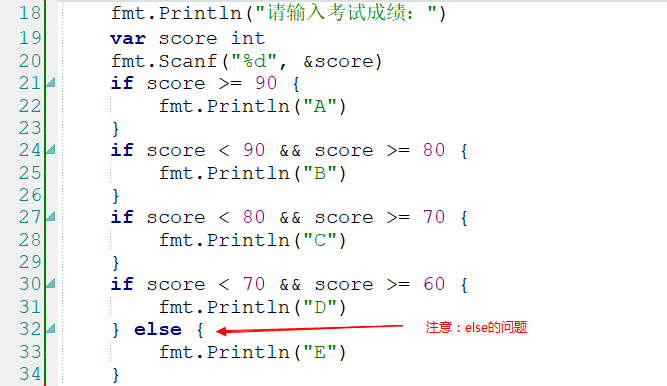 18 fmt.Println("请输入考试成绩：")
19 var score int
20 fmt.Scanf("%d", &score)
21 if score >= 90 {
22 fmt.Println("A")
23 }
24 if score < 90 && score >= 80 {
25 fmt.Println("B")
26 }
27 if score < 80 && score >= 70 {
28 fmt.Println("C")
29 }
30 if score < 70 && score >= 60 {
31 fmt.Println("D")
32 } else { 注意：else的问题
33 fmt.Println("E")
34 }